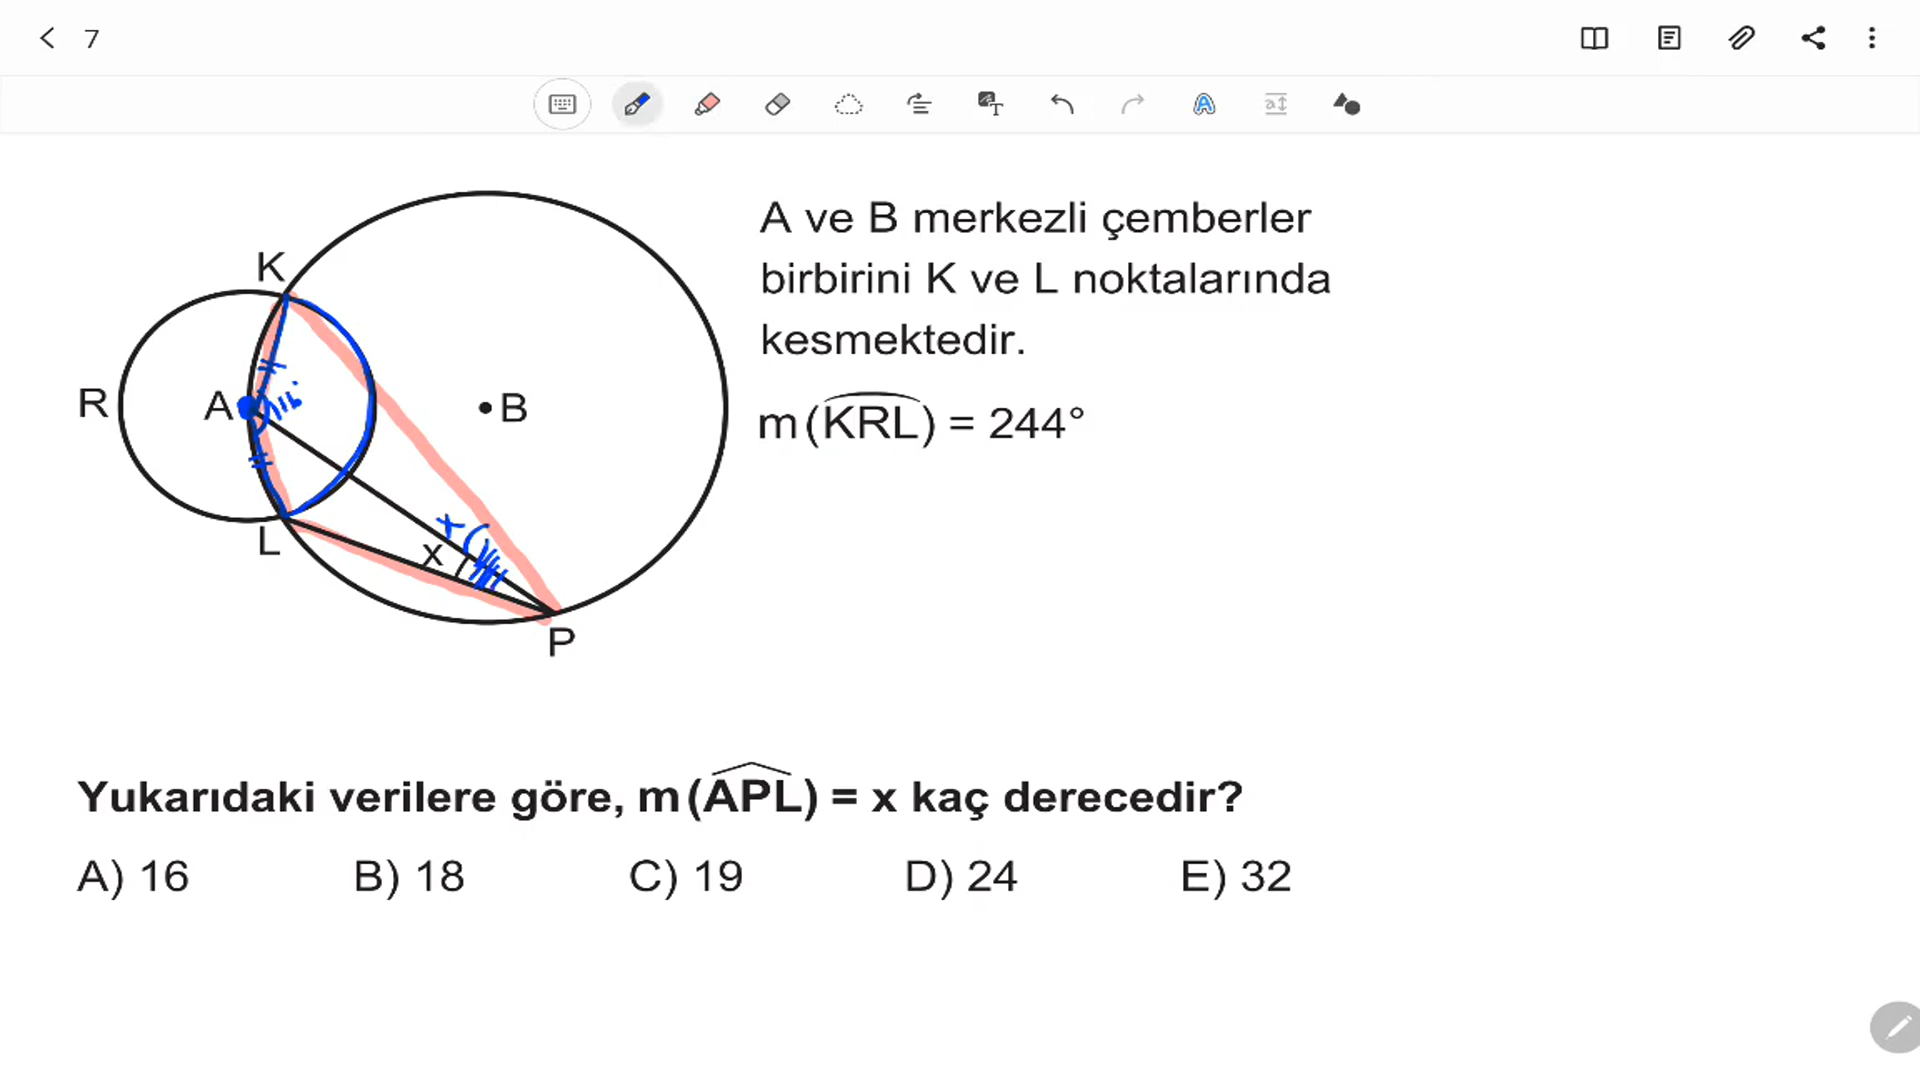 7
K
R
A
B
x
x
L
P
A ve B merkezli çemberler
birbirini K ve L noktalarında
kesmektedir.
m(KRL) = 244°
Yukarıdaki verilere göre, m(APL) = x kaç derecedir?
A) 16 B) 18 C) 19 D) 24 E) 32